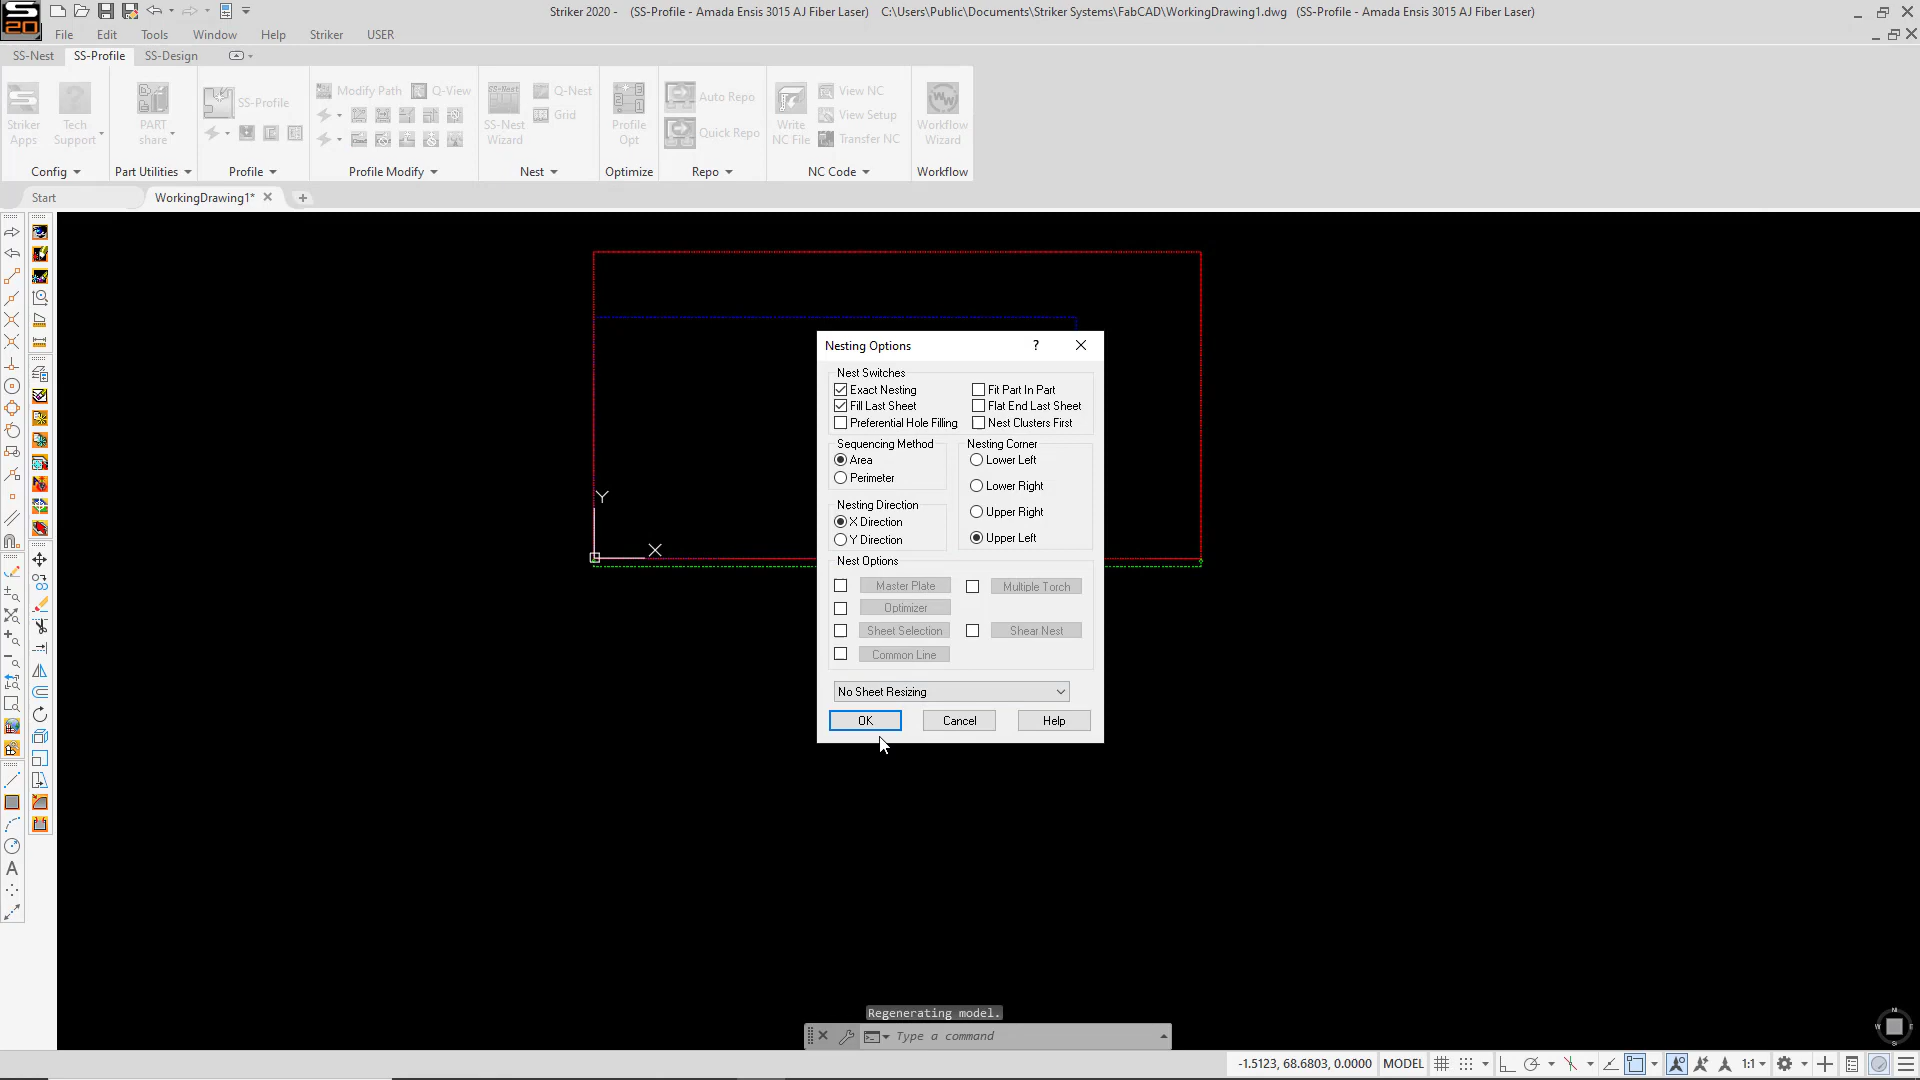 S
20
Striker 2020 - (SS-Profile - Amada Ensis 3015 AJ Fiber Laser) C:\Users\Public\Documents\Striker Systems\FabCAD\WorkingDrawing1.dwg (SS-Profile - Amada Ensis 3015 AJ Fiber Laser)
File Edit Tools Window Help Striker USER
SS-Nest SS-Profile SS-Design
Striker Apps
Tech Support
PART share
SS-Profile
Modify Path Q-View
SS-Nest Wizard
Q-Nest
Grid
Profile Opt
Auto Repo
Quick Repo
Write NC File
View NC
View Setup
Transfer NC
Workflow Wizard
Config Part Utilities Profile Profile Modify Nest Optimize Repo NC Code Workflow
Start WorkingDrawing1*
Nesting Options ?
Nest Switches
Exact Nesting Fit Part In Part
Fill Last Sheet Flat End Last Sheet
Preferential Hole Filling Nest Clusters First
Sequencing Method
Area
Perimeter
Nesting Corner
Lower Left
Lower Right
Upper Right
Upper Left
Nesting Direction
X Direction
Y Direction
Nest Options
Master Plate Multiple Torch
Optimizer
Sheet Selection Shear Nest
Common Line
No Sheet Resizing
OK Cancel Help
Y
X
A
Regenerating model.
Type a command
-1.5123, 68.6803, 0.0000 MODEL 1:1